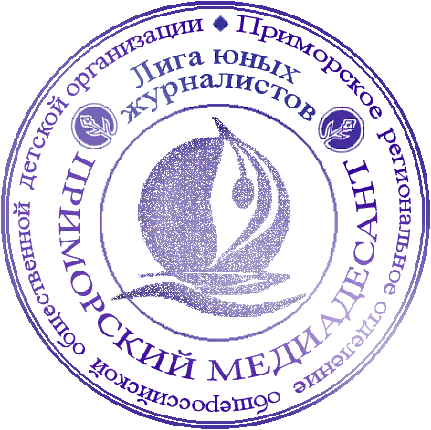 Приморское региональное отделение общероссийской общественной детской организации
Лига юных
журналистов
ПРИМОРСКИЙ МЕДИАДЕСАНТ